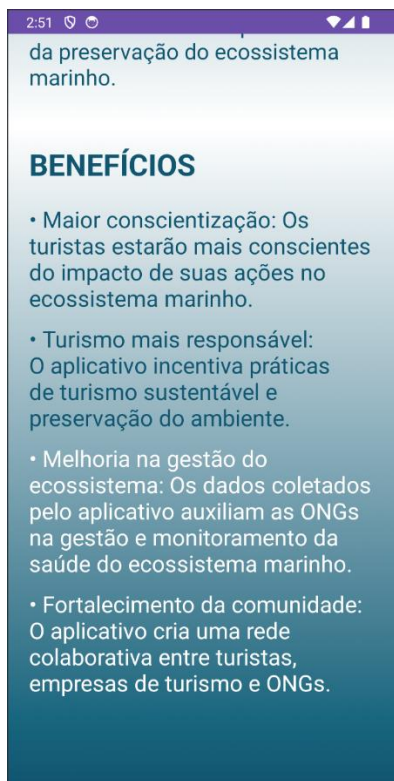 2:51
da preservação do ecossistema
marinho.
BENEFÍCIOS
• Maior conscientização: Os
turistas estarão mais conscientes
do impacto de suas ações no
ecossistema marinho.
• Turismo mais responsável:
O aplicativo incentiva práticas
de turismo sustentável e
preservação do ambiente.
• Melhoria na gestão do
ecossistema: Os dados coletados
pelo aplicativo auxiliam as ONGs
na gestão e monitoramento da
saúde do ecossistema marinho.
• Fortalecimento da comunidade:
O aplicativo cria uma rede
colaborativa entre turistas,
empresas de turismo e ONGs.